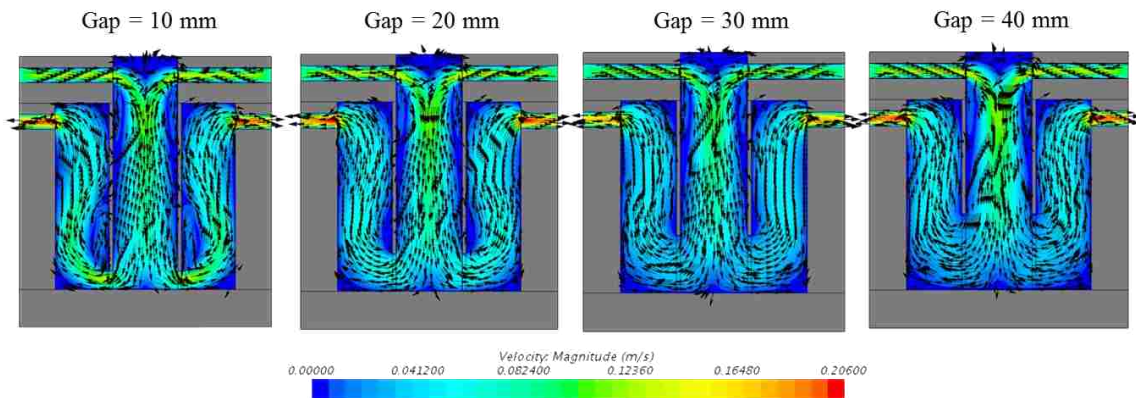 Gap = 10 mm Gap = 20 mm Gap = 30 mm Gap = 40 mm
Velocity: Magnitude (m/s)
0.00000 0.041200 0.082400 0.12360 0.16480 0.20600